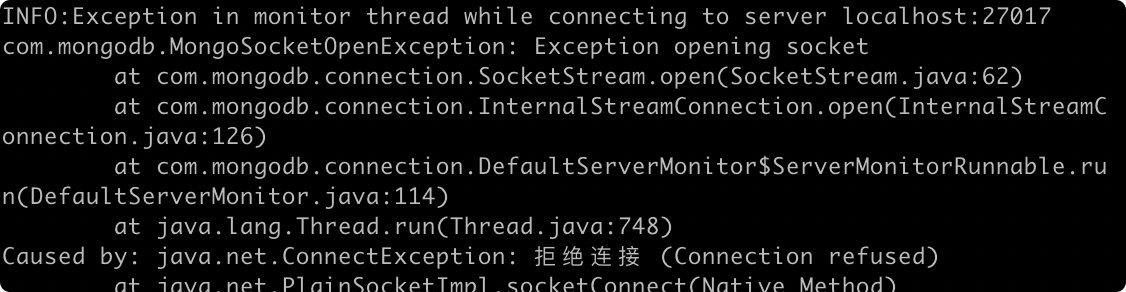 INFO:Exception in monitor thread while connecting to server localhost:27017
com.mongodb.MongoSocketOpenException: Exception opening socket
        at com.mongodb.connection.SocketStream.open(SocketStream.java:62)
        at com.mongodb.connection.InternalStreamConnection.open(InternalStreamC
onnection.java:126)
        at com.mongodb.connection.DefaultServerMonitor$ServerMonitorRunnable.ru
n(DefaultServerMonitor.java:114)
        at java.lang.Thread.run(Thread.java:748)
Caused by: java.net.ConnectException: 拒绝连接 (Connection refused)
        at java.net.PlainSocketImpl.socketConnect(Native Method)